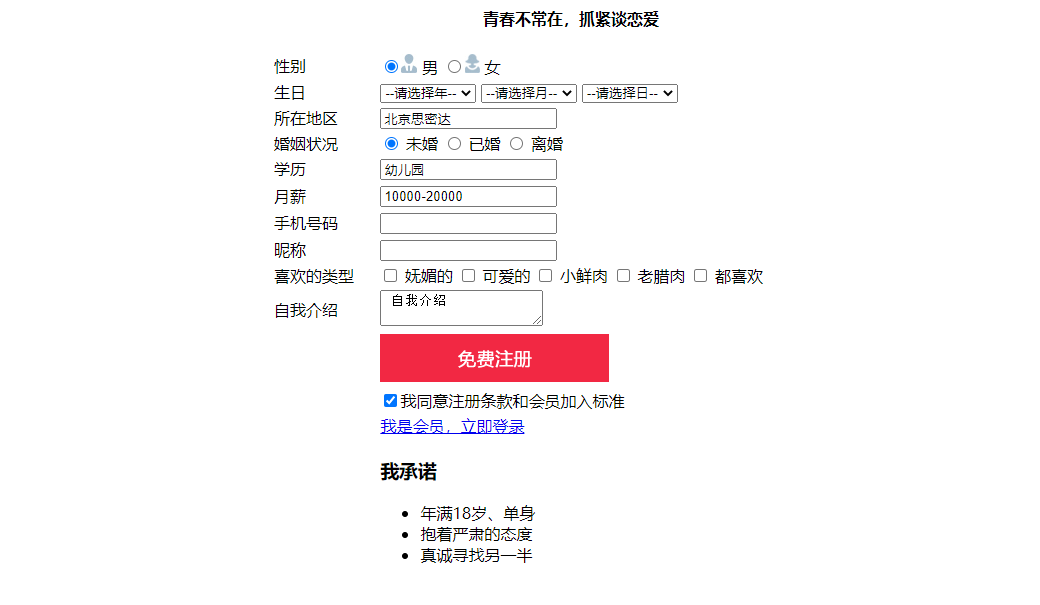 青春不常在，抓紧谈恋爱
性别 男 女
生日 --请选择年-- --请选择月-- --请选择日--
所在地区 北京思密达
婚姻状况 未婚 已婚 离婚
学历 幼儿园
月薪 10000-20000
手机号码
昵称
喜欢的类型 妩媚的 可爱的 小鲜肉 老腊肉 都喜欢
自我介绍 自我介绍
免费注册
我同意注册条款和会员加入标准
我是会员，立即登录
我承诺
年满18岁、单身
抱着严肃的态度
真诚寻找另一半